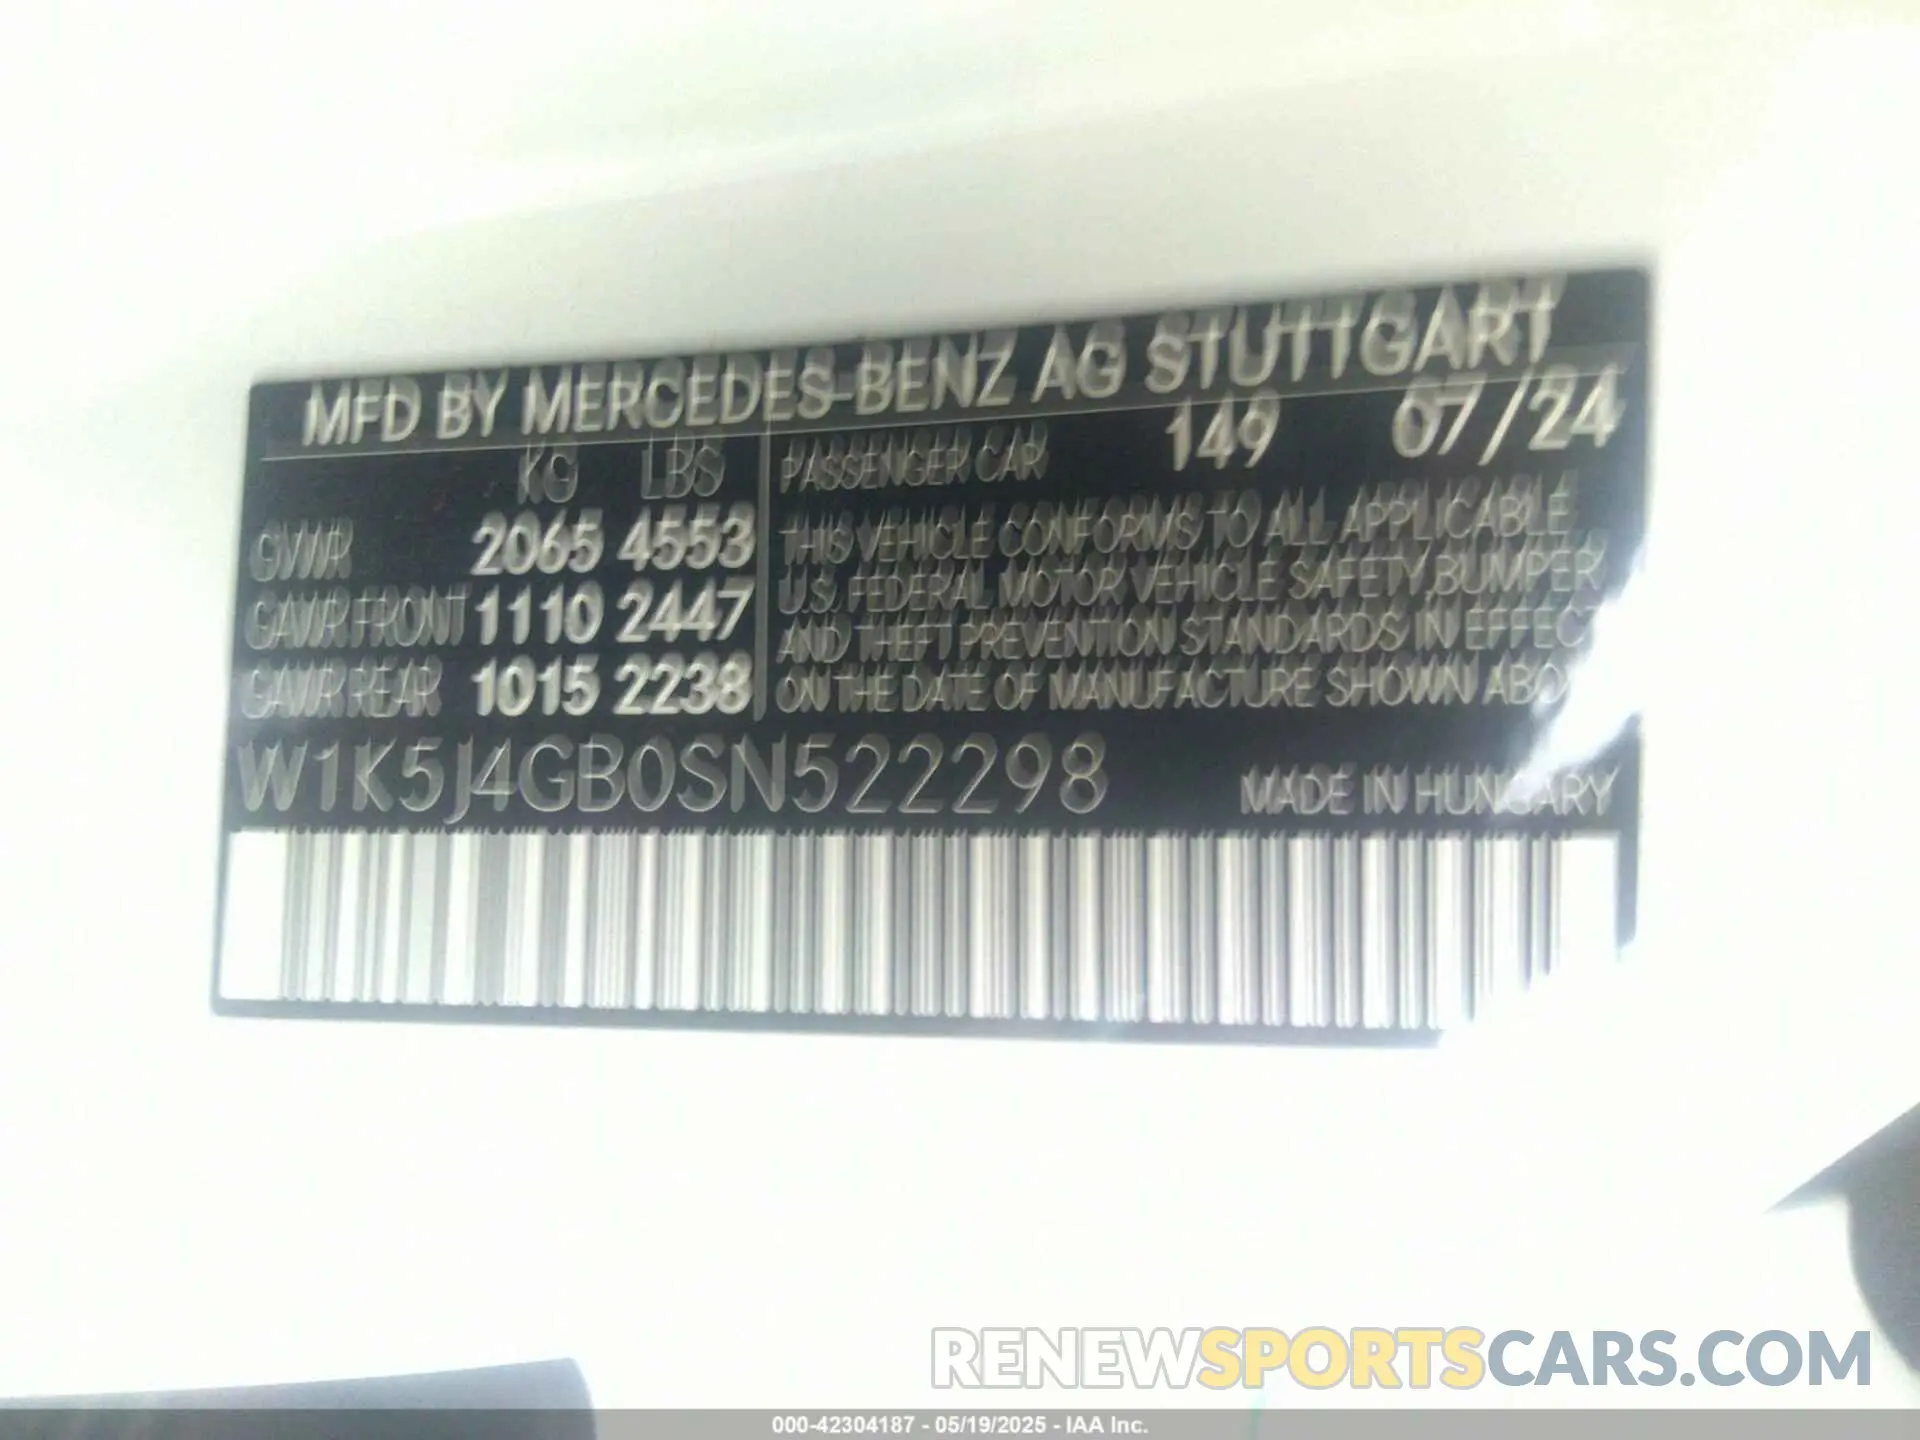 MFD BY MERCEDES-BENZ AG STUTTGART
KG LBS
GVWR 2065 4553
GAWR FRONT 1110 2447
GAWR REAR 1015 2238
PASSENGER CAR 149 07/24
THIS VEHICLE CONFORMS TO ALL APPLICABLE
U.S. FEDERAL MOTOR VEHICLE SAFETY, BUMPER
AND THEFT PREVENTION STANDARDS IN EFFEC
ON THE DATE OF MANUFACTURE SHOWN ABO
W1K5J4GB0SN522298
MADE IN HUNGARY
RENEWSPORTSCARS.COM
000-42304187 - 05/19/2025 - IAA Inc.